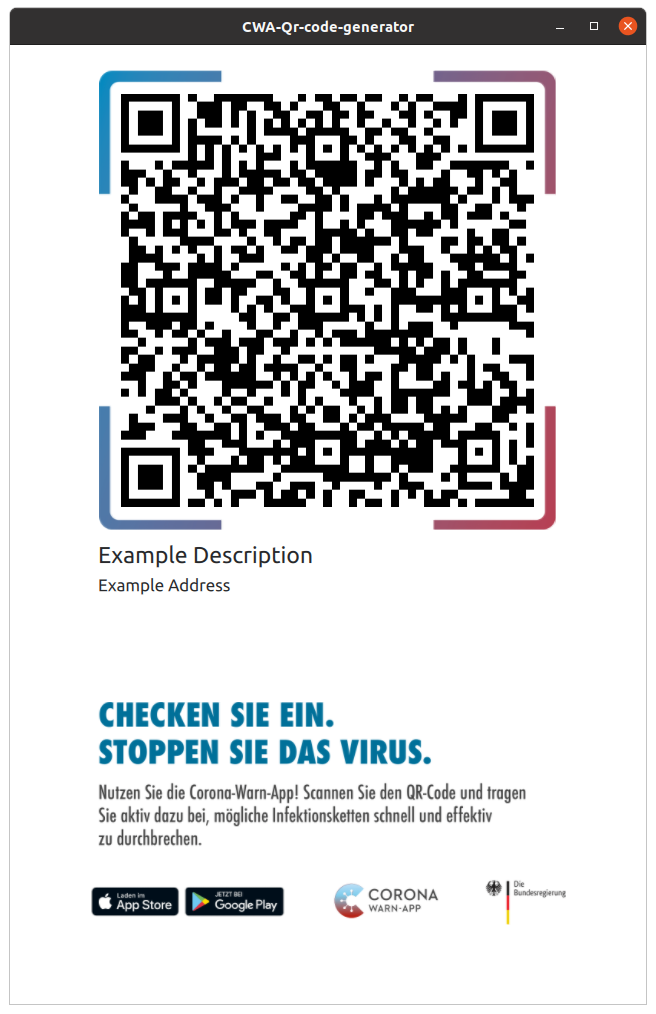 CWA-Qr-code-generator
Example Description
Example Address
CHECKEN SIE EIN.
STOPPEN SIE DAS VIRUS.
Nutzen Sie die Corona-Warn-App! Scannen Sie den QR-Code und tragen
Sie aktiv dazu bei, mögliche Infektionsketten schnell und effektiv
zu durchbrechen.
Laden im
App Store
JETZT BEI
Google Play
CORONA
WARN-APP
Die
Bundesregierung